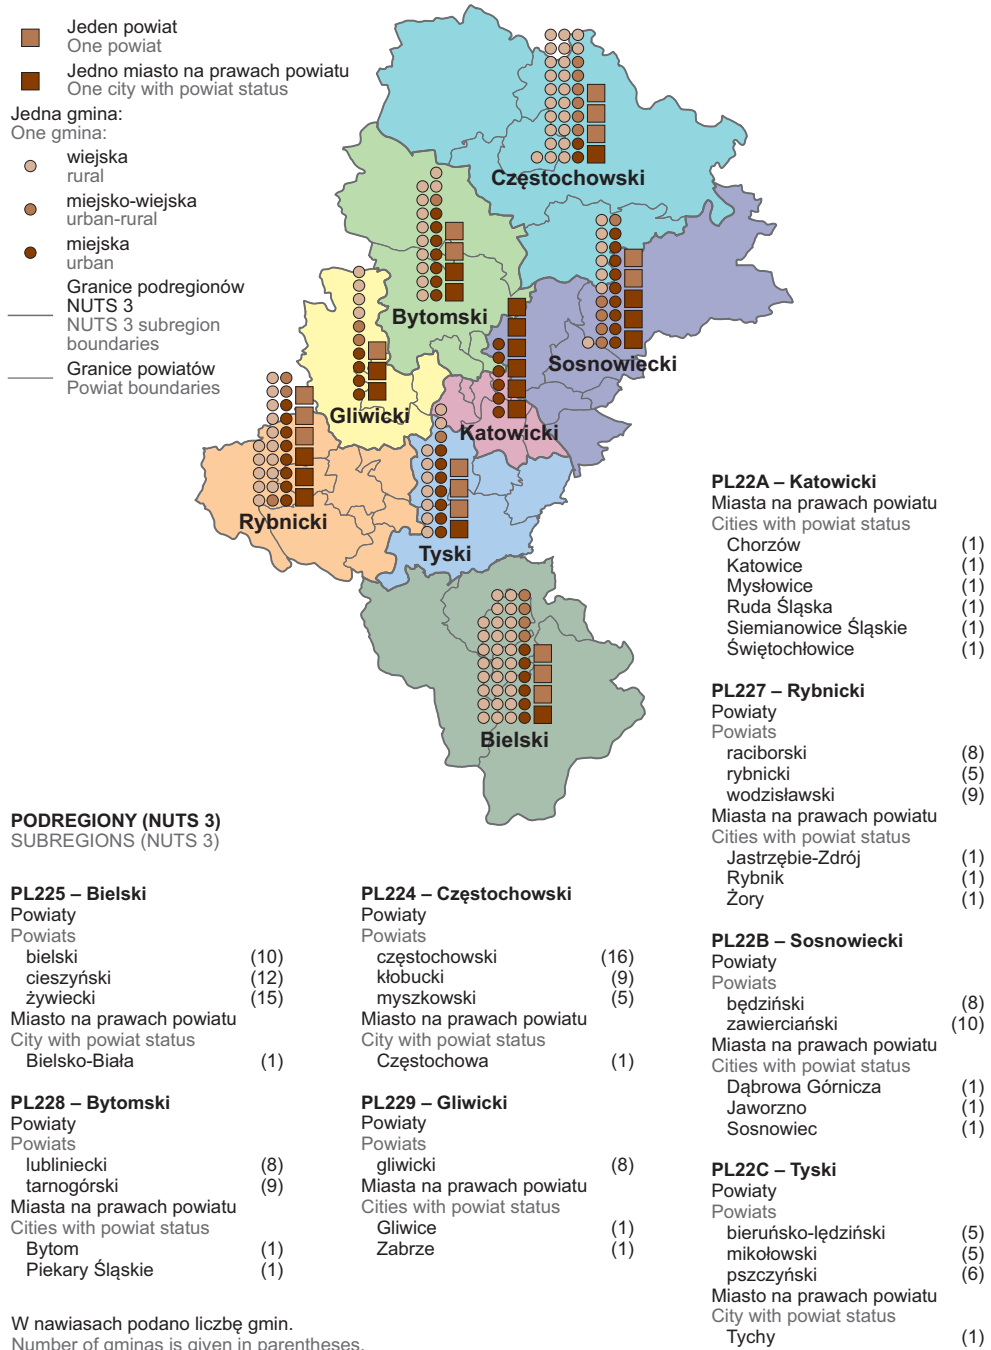 Jeden powiat
One powiat
Jedno miasto na prawach powiatu
One city with powiat status
Jedna gmina:
One gmina:
wiejska
rural
miejsko-wiejska
urban-rural
miejska
urban
Granice podregionów
NUTS 3
NUTS 3 subregion
boundaries
Granice powiatów
Powiat boundaries
Częstochowski
Bytomski
Sosnowiecki
Gliwicki
Katowicki
Rybnicki
Tyski
Bielski
PODREGIONY (NUTS 3)
SUBREGIONS (NUTS 3)
PL225 – Bielski
Powiaty
Powiats
bielski (10)
cieszyński (12)
żywiecki (15)
Miasto na prawach powiatu
City with powiat status
Bielsko-Biała (1)
PL228 – Bytomski
Powiaty
Powiats
lubliniecki (8)
tarnogórski (9)
Miasta na prawach powiatu
Cities with powiat status
Bytom (1)
Piekary Śląskie (1)
PL224 – Częstochowski
Powiaty
Powiats
częstochowski (16)
kłobucki (9)
myszkowski (5)
Miasto na prawach powiatu
City with powiat status
Częstochowa (1)
PL229 – Gliwicki
Powiaty
Powiats
gliwicki (8)
Miasta na prawach powiatu
Cities with powiat status
Gliwice (1)
Zabrze (1)
PL22A – Katowicki
Miasta na prawach powiatu
Cities with powiat status
Chorzów (1)
Katowice (1)
Mysłowice (1)
Ruda Śląska (1)
Siemianowice Śląskie (1)
Świętochłowice (1)
PL227 – Rybnicki
Powiaty
Powiats
raciborski (8)
rybnicki (5)
wodzisławski (9)
Miasta na prawach powiatu
Cities with powiat status
Jastrzębie-Zdrój (1)
Rybnik (1)
Żory (1)
PL22B – Sosnowiecki
Powiaty
Powiats
będziński (8)
zawierciański (10)
Miasta na prawach powiatu
Cities with powiat status
Dąbrowa Górnicza (1)
Jaworzno (1)
Sosnowiec (1)
PL22C – Tyski
Powiaty
Powiats
bieruńsko-lędziński (5)
mikołowski (5)
pszczyński (6)
Miasto na prawach powiatu
City with powiat status
Tychy (1)
W nawiasach podano liczbę gmin.
Number of gminas is given in parentheses.